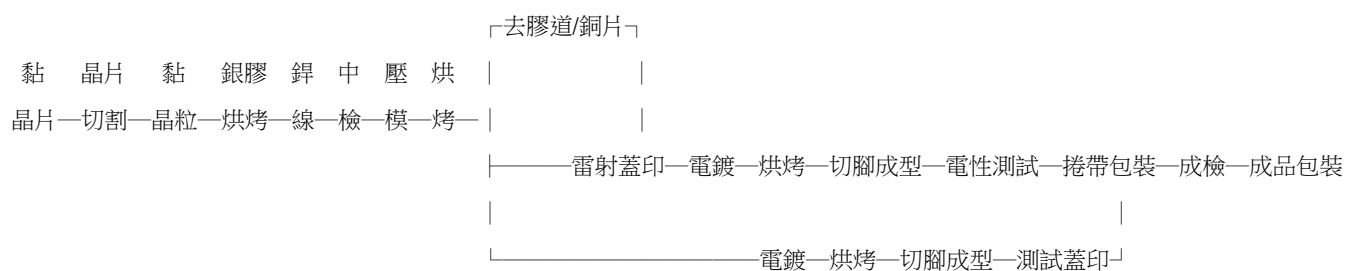 ┌去膠道/銅片┐
黏 晶片 黏 銀膠 銲 中 壓 烘 │ │
晶片─切割─晶粒─烘烤─線─檢─模─烤─│ │
├────雷射蓋印─電鍍─烘烤─切腳成型─電性測試─捲帶包裝─成檢─成品包裝
│ │
└──────────電鍍─烘烤─切腳成型─測試蓋印┘